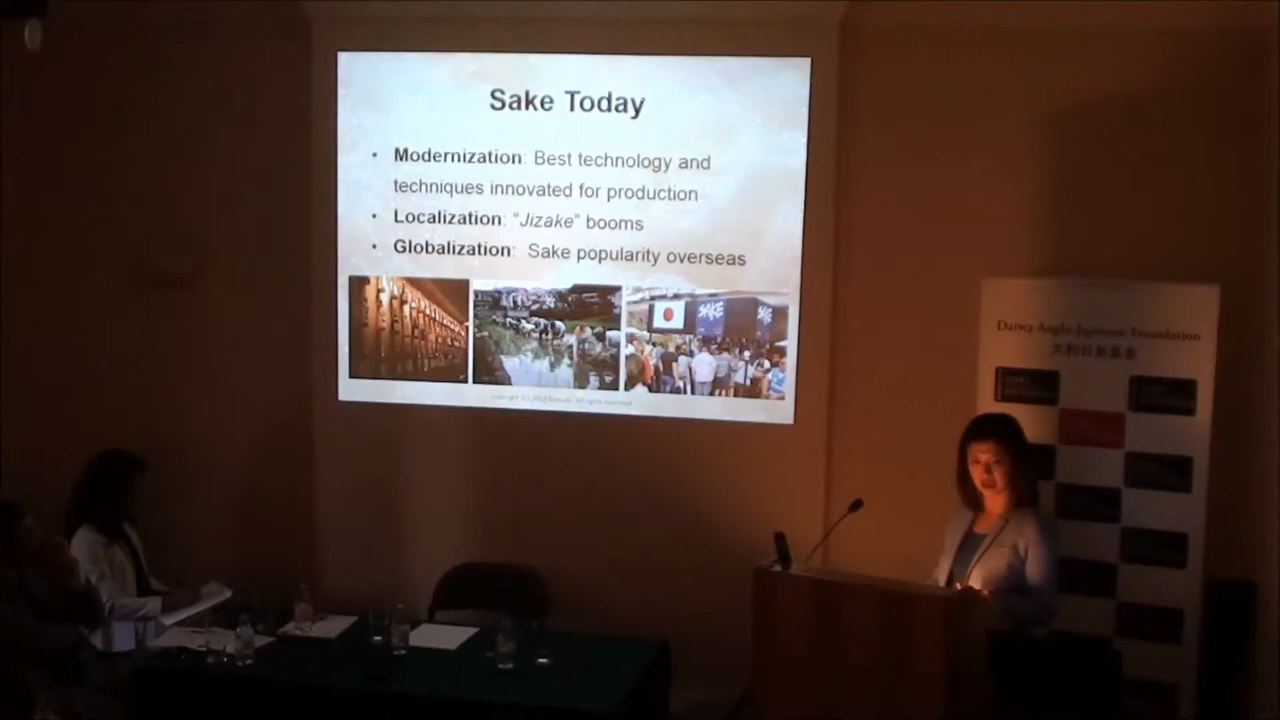 Sake Today
• Modernization: Best technology and
techniques innovated for production
• Localization: "Jizake" booms
• Globalization: Sake popularity overseas
SAKE
Daiwa Anglo-Japanese Foundation
大和日英基金